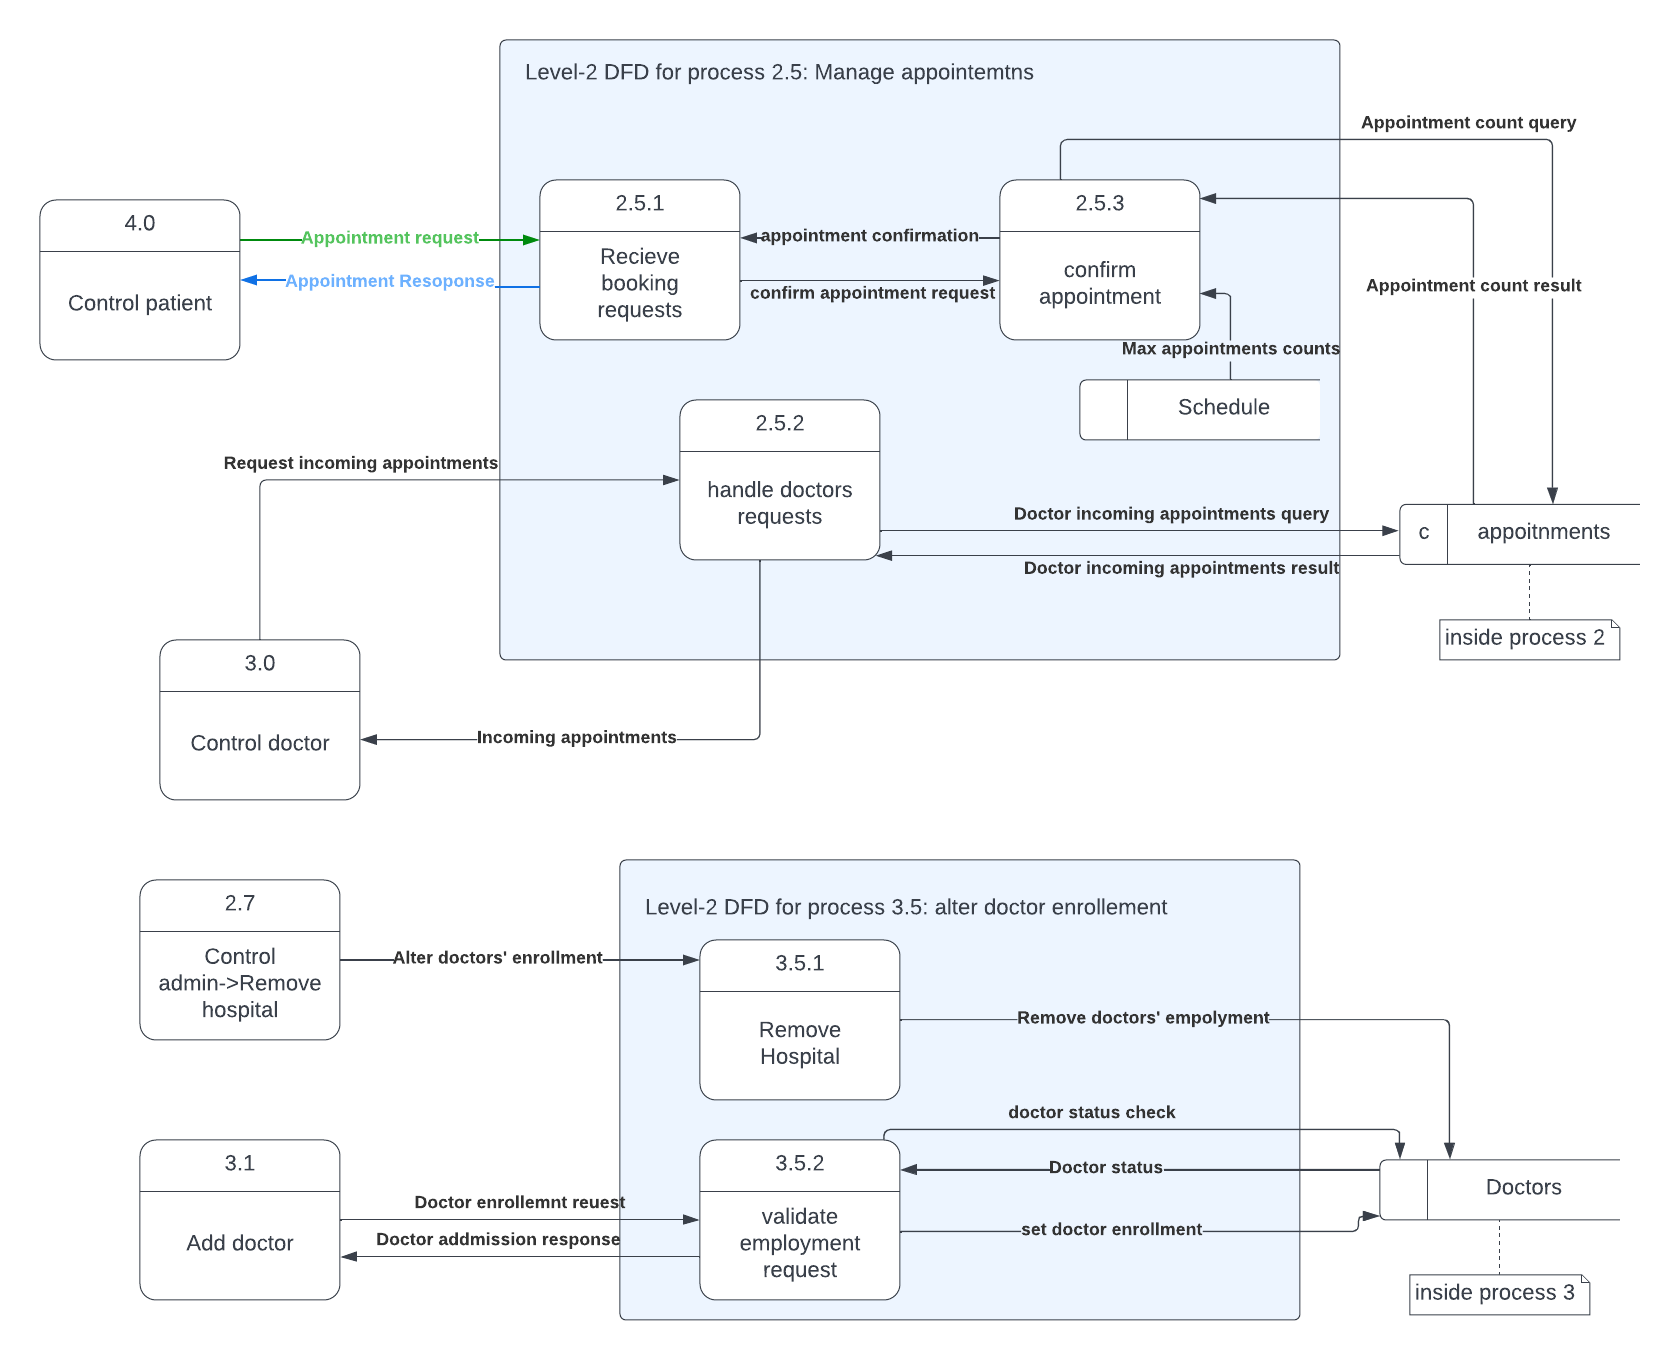 Level-2 DFD for process 2.5: Manage appointemtns
Appointment count query
4.0
Control patient
Appointment request
Appointment Resoponse
2.5.1
Recieve
booking
requests
appointment confirmation
confirm appointment request
2.5.3
confirm
appointment
Appointment count result
Max appointments counts
Schedule
2.5.2
handle doctors
requests
Request incoming appointments
Doctor incoming appointments query
Doctor incoming appointments result
c
appoitnments
inside process 2
3.0
Control doctor
Incoming appointments
Level-2 DFD for process 3.5: alter doctor enrollement
2.7
Control
admin->Remove
hospital
Alter doctors' enrollment
3.5.1
Remove
Hospital
Remove doctors' empolyment
doctor status check
3.1
Add doctor
Doctor enrollemnt reuest
Doctor addmission response
3.5.2
validate
employment
request
Doctor status
set doctor enrollment
Doctors
inside process 3